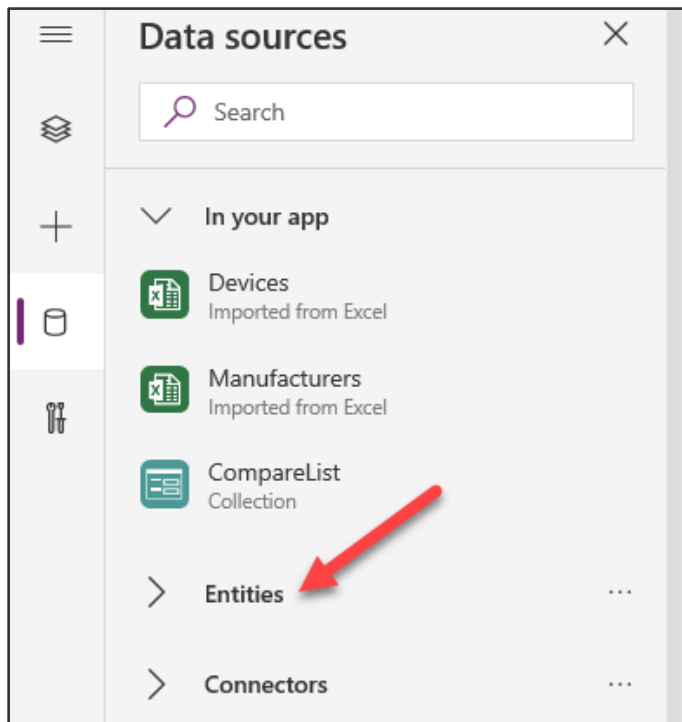 Data sources
Search
In your app
Devices
Imported from Excel
Manufacturers
Imported from Excel
CompareList
Collection
Entities
Connectors